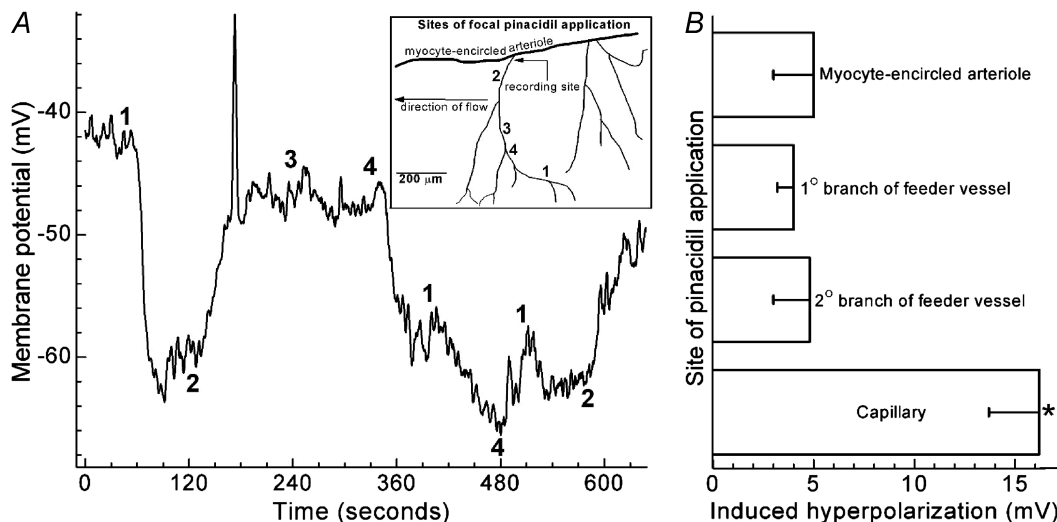 A
Membrane potential (mV)
-40
-50
-60
1
2
3
4
1
4
1
2
0
120
240
360
480
600
Time (seconds)
Sites of focal pinacidil application
myocyte-encircled arteriole
2
recording site
direction of flow
3
4
1
200 μm
B
Site of pinacidil application
Myocyte-encircled arteriole
1° branch of feeder vessel
2° branch of feeder vessel
Capillary
*
0
5
10
15
Induced hyperpolarization (mV)